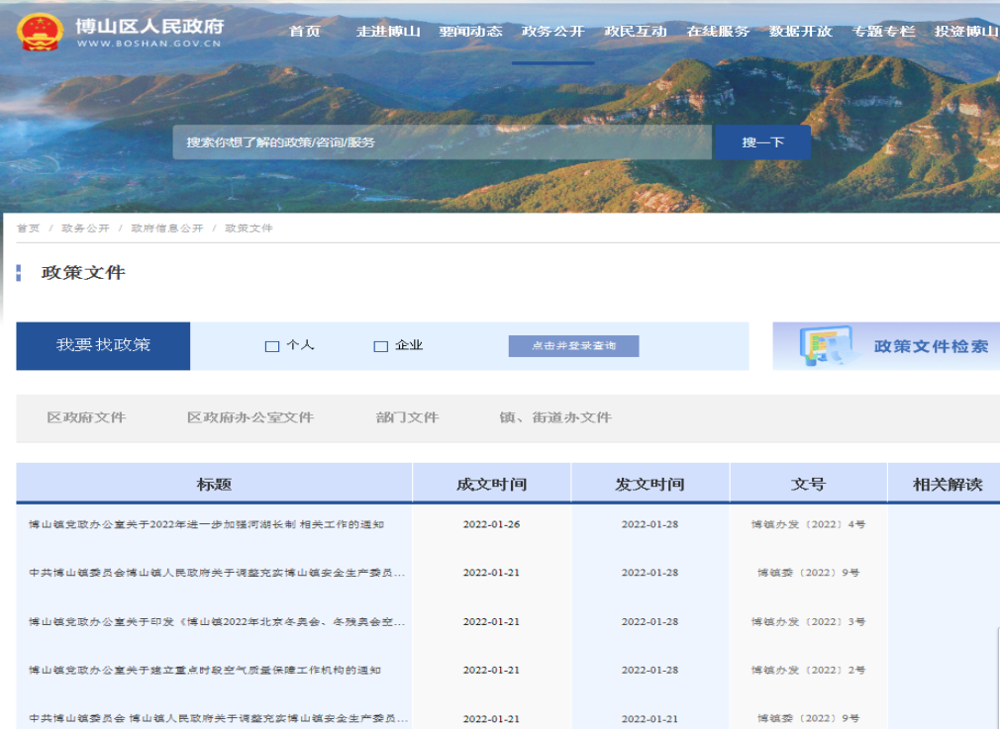 博山区人民政府
WWW.BOSHAN.GOV.CN
首页 走进博山 要闻动态 政务公开 政民互动 在线服务 数据开放 专题专栏 投资博山
搜索你想了解的政策/咨询/服务 搜一下
首页 / 政务公开 / 政府信息公开 / 政策文件
政策文件
我要找政策 个人 企业 点击并登录查询 政策文件检索
区政府文件 区政府办公室文件 部门文件 镇、街道办文件
标题 成文时间 发文时间 文号 相关解读
博山镇党政办公室关于2022年进一步加强河湖长制 相关工作的通知 2022-01-26 2022-01-28 博镇办发〔2022〕4号
中共博山镇委员会博山镇人民政府关于调整充实博山镇安全生产委员... 2022-01-21 2022-01-28 博镇委〔2022〕9号
博山镇党政办公室关于印发《博山镇2022年北京冬奥会、冬残奥会空... 2022-01-21 2022-01-28 博镇办发〔2022〕3号
博山镇党政办公室关于建立重点时段空气质量保障工作机构的通知 2022-01-21 2022-01-28 博镇办发〔2022〕2号
中共博山镇委员会 博山镇人民政府关于调整充实博山镇安全生产委员... 2022-01-21 2022-01-21 博镇委〔2022〕9号